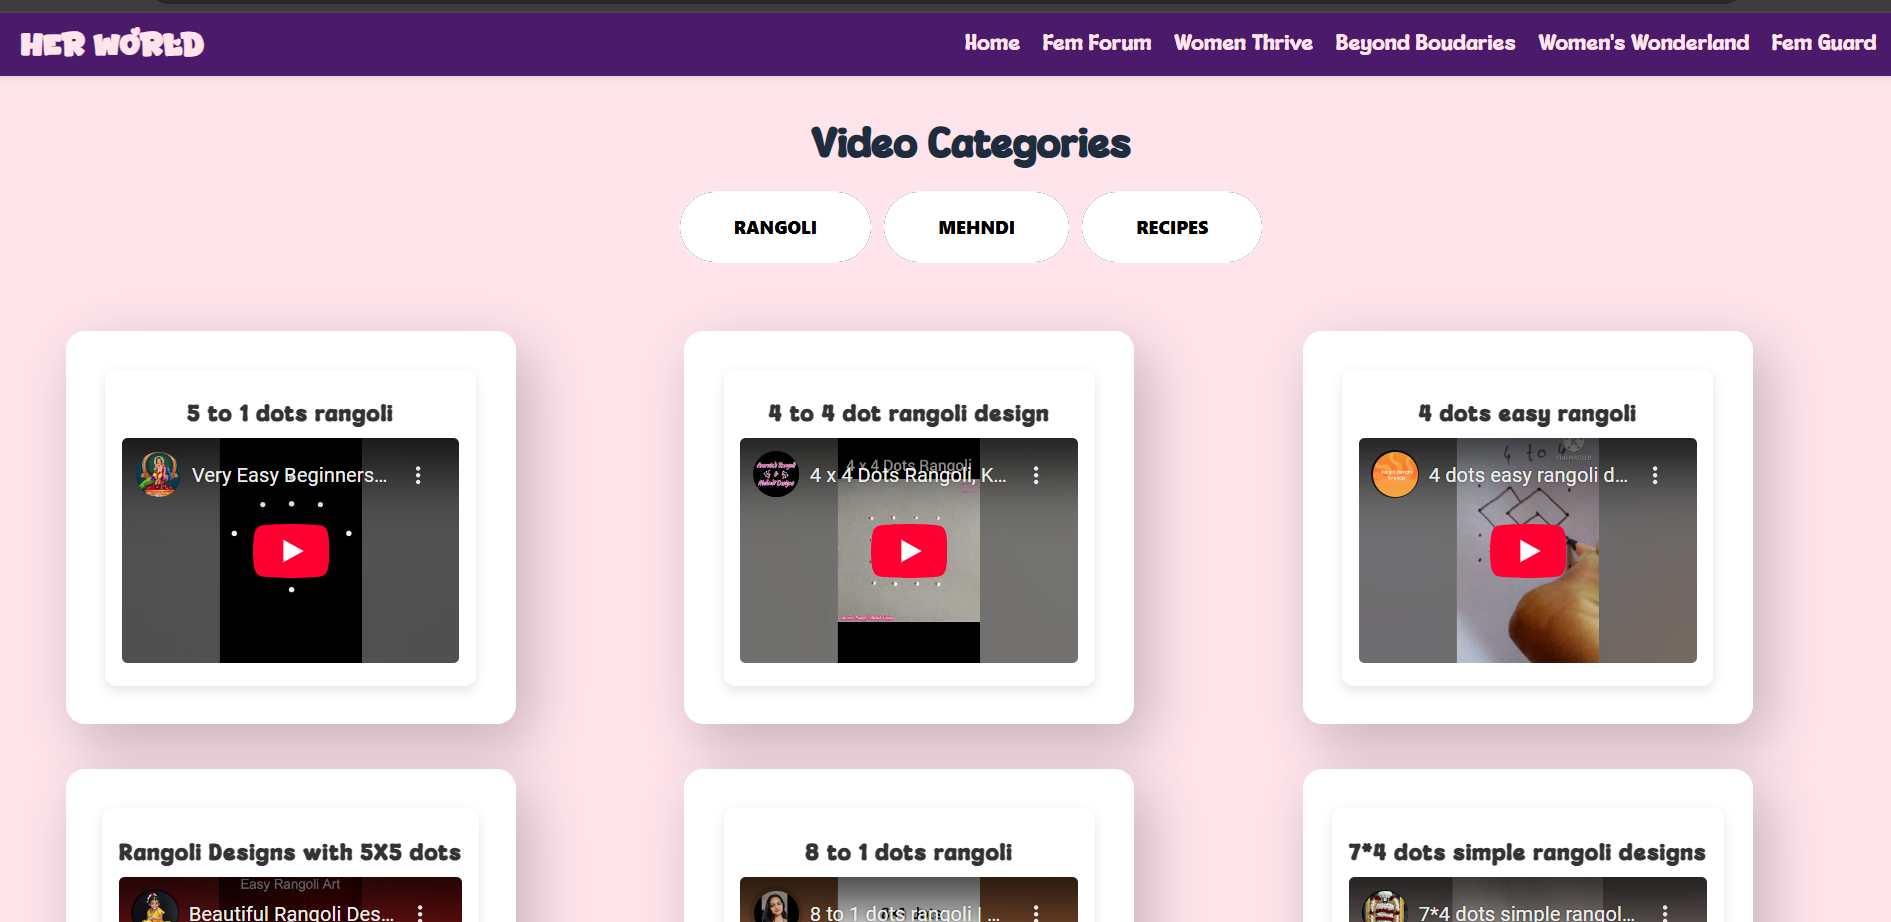 HER WORLD
Home Fem Forum Women Thrive Beyond Boudaries Women's Wonderland Fem Guard
Video Categories
RANGOLI MEHNDI RECIPES
5 to 1 dots rangoli
Very Easy Beginners...
4 to 4 dot rangoli design
4 x 4 Dots Rangoli
4 x 4 Dots Rangoli, K...
4 dots easy rangoli
4 to
4 dots easy rangoli d...
Rangoli Designs with 5X5 dots
Easy Rangoli Art
Beautiful Rangoli Des...
8 to 1 dots rangoli
8 to 1 dots rangoli | ...
7*4 dots simple rangoli designs
7*4 dots simple rangol...